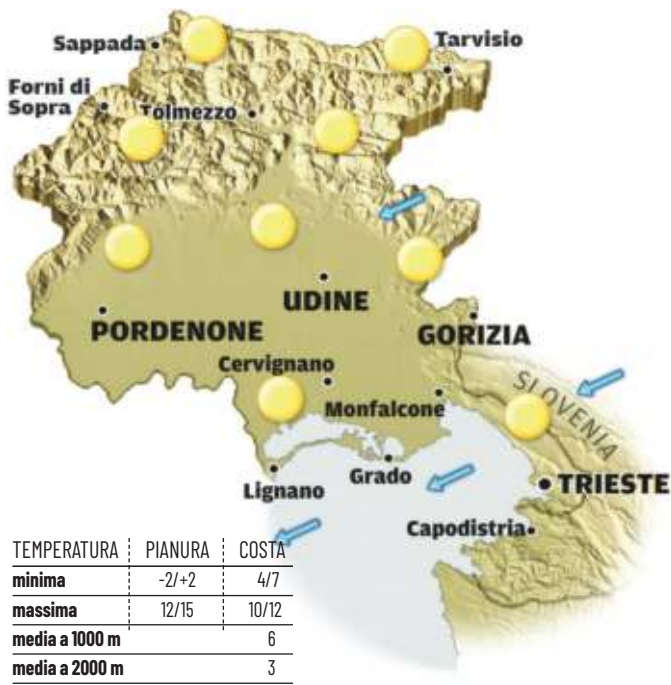 Sappada
Tarvisio
Forni di
Sopra
Tolmezzo
UDINE
PORDENONE
GORIZIA
Cervignano
SLOVENIA
Monfalcone
Grado
Lignano
TRIESTE
Capodistria
TEMPERATURA PIANURA COSTA
minima -2/+2 4/7
massima 12/15 10/12
media a 1000 m 6
media a 2000 m 3